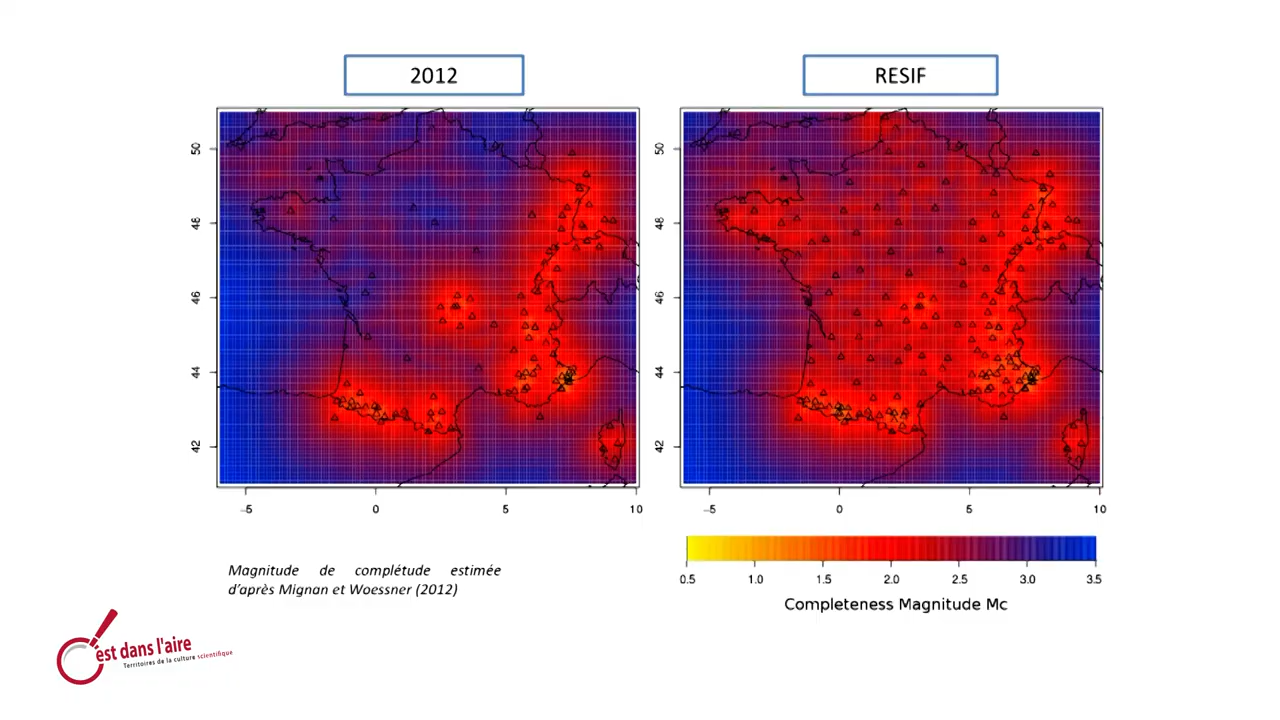 2012
RESIF
50
48
46
44
42
-5
0
5
10
50
48
46
44
42
-5
0
5
10
0.5 1.0 1.5 2.0 2.5 3.0 3.5
Completeness Magnitude Mc
Magnitude de complétude estimée
d'après Mignan et Woessner (2012)
est dans l'aire
Territoires de la culture scientifique